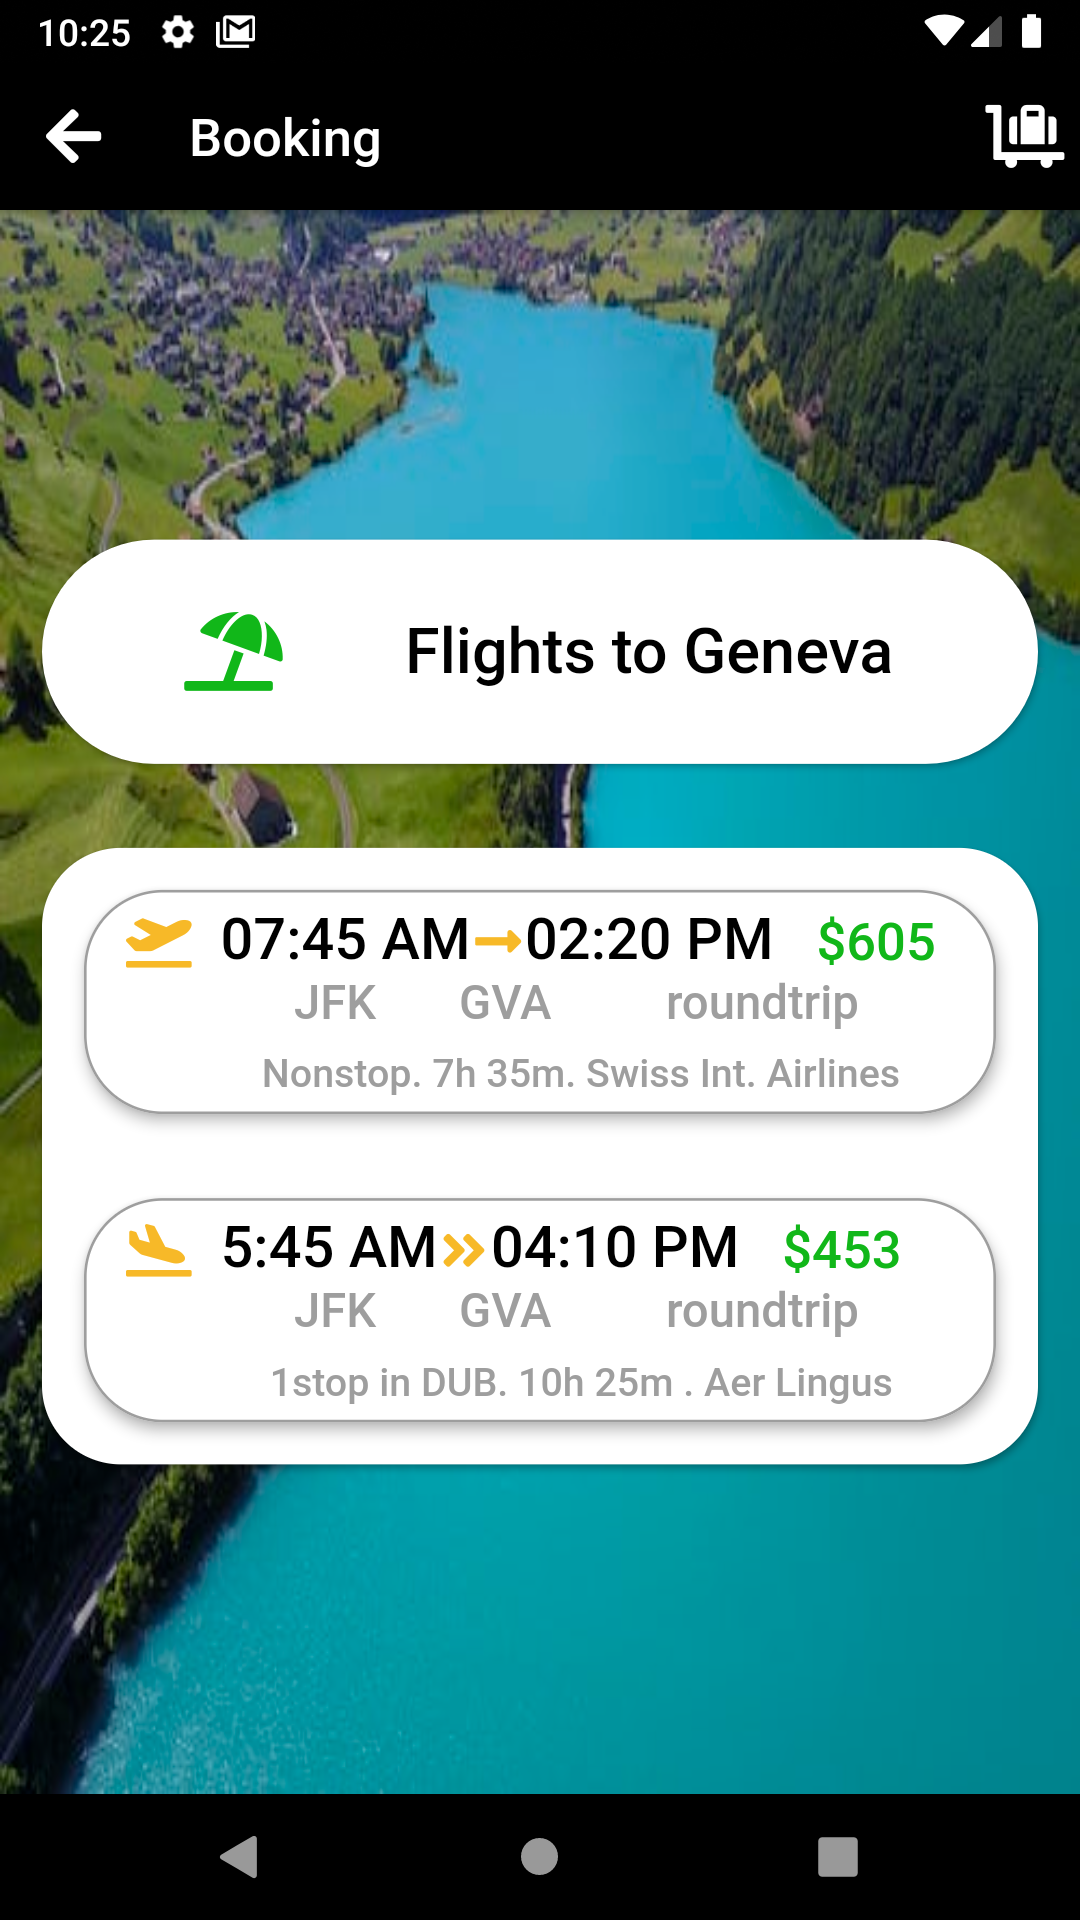 10:25
Booking
Flights to Geneva
07:45 AM 02:20 PM $605
JFK GVA roundtrip
Nonstop. 7h 35m. Swiss Int. Airlines
5:45 AM 04:10 PM $453
JFK GVA roundtrip
1stop in DUB. 10h 25m . Aer Lingus